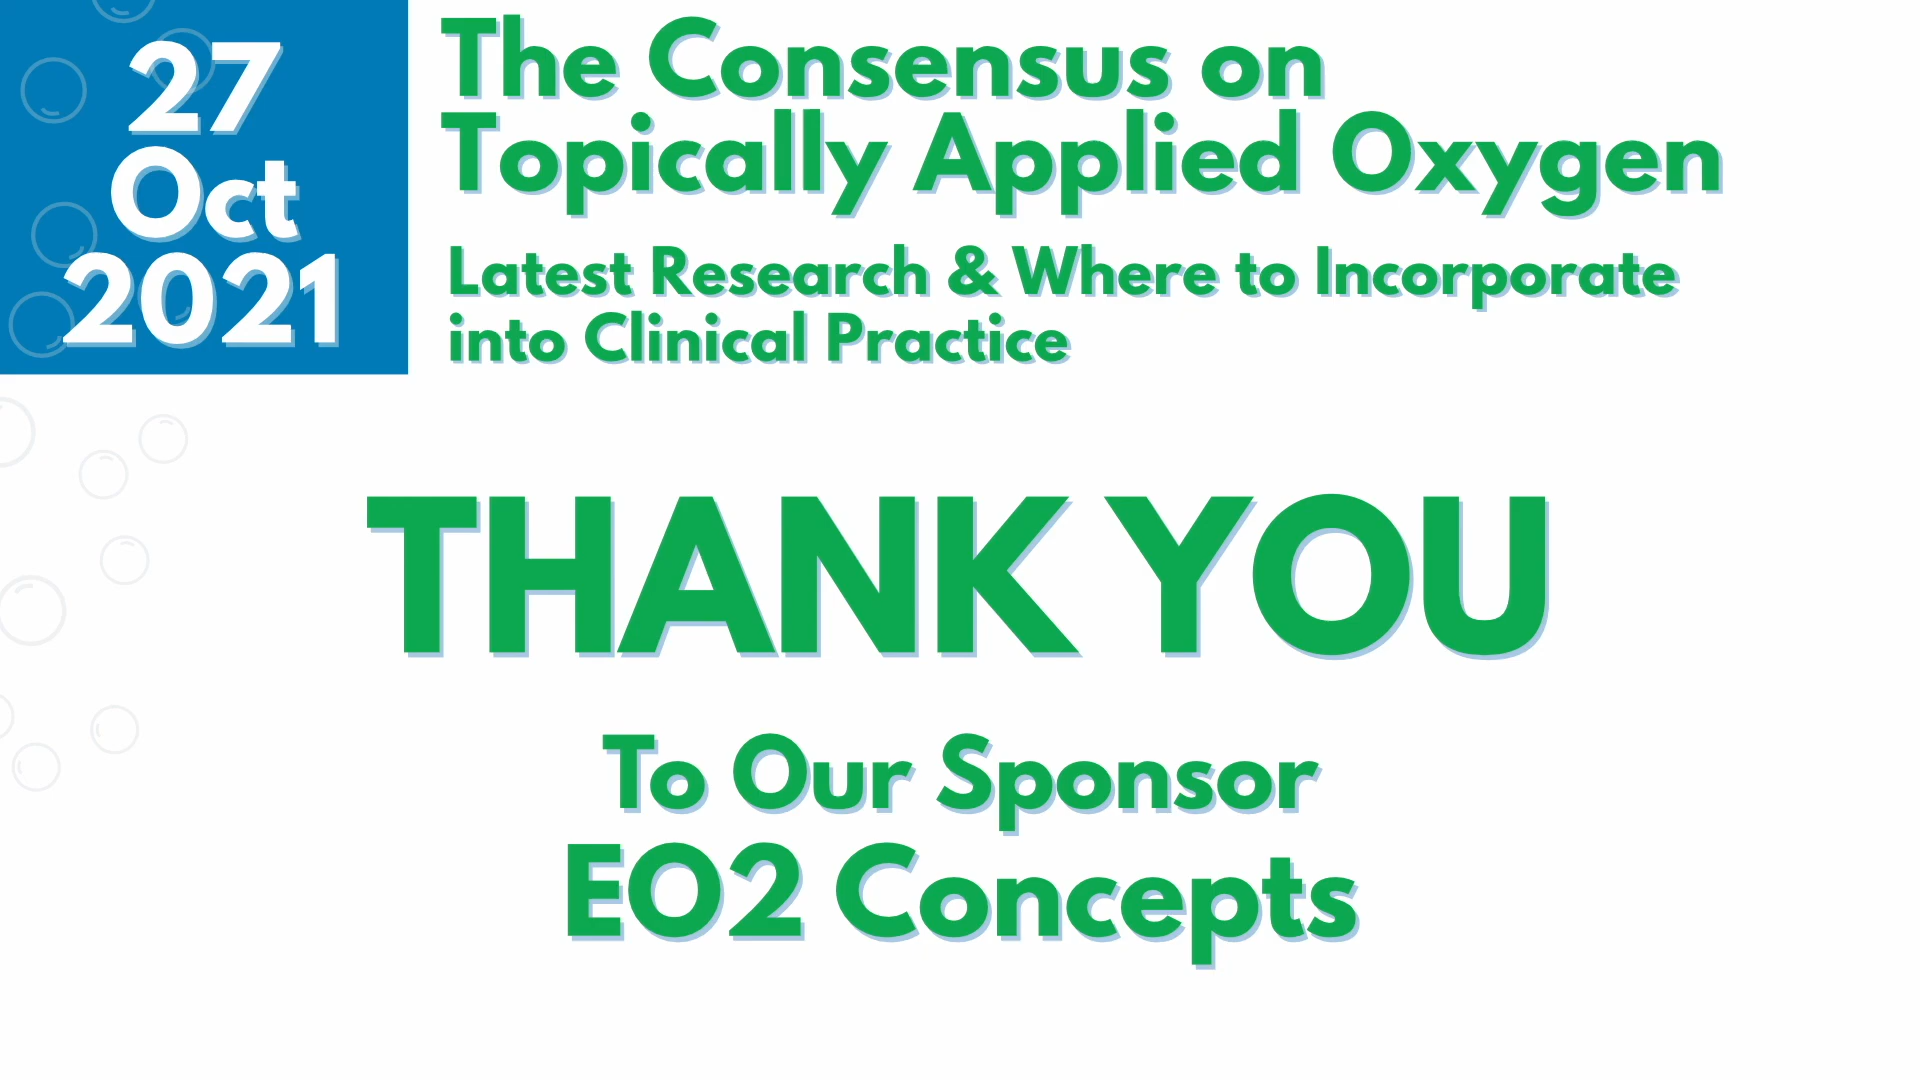 27
Oct
2021
The Consensus on
Topically Applied Oxygen
Latest Research & Where to Incorporate
into Clinical Practice
THANK YOU
To Our Sponsor
EO2 Concepts